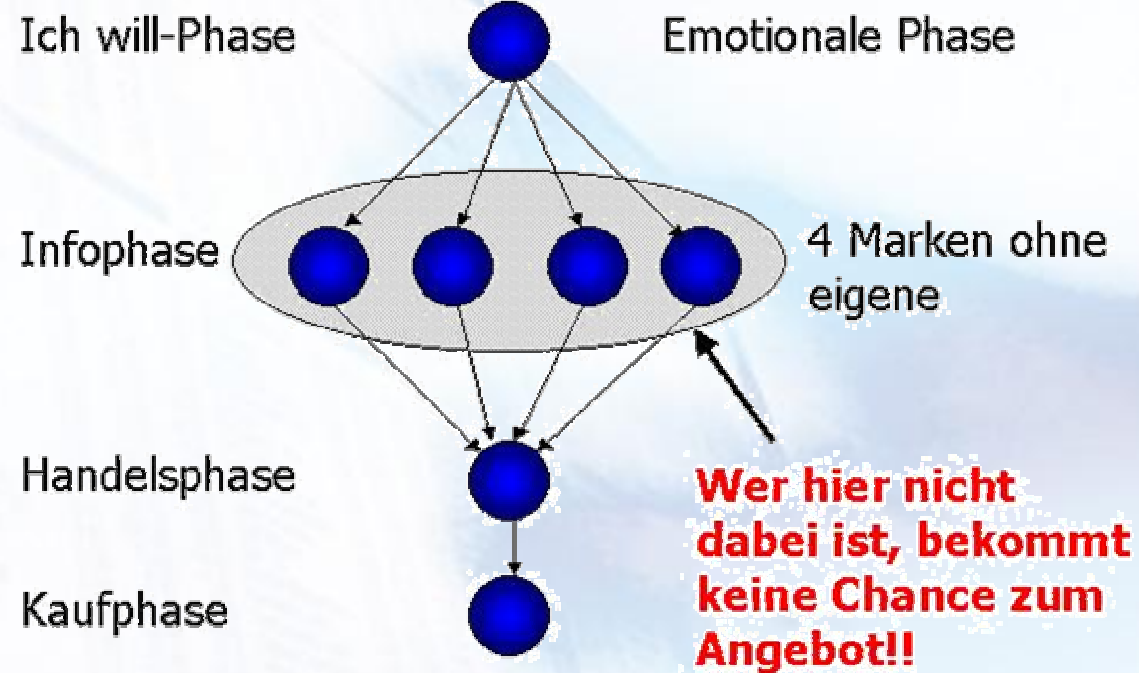 Ich will-Phase
Emotionale Phase
Infophase
4 Marken ohne
eigene
Handelsphase
Wer hier nicht
dabei ist, bekommt
keine Chance zum
Angebot!!
Kaufphase